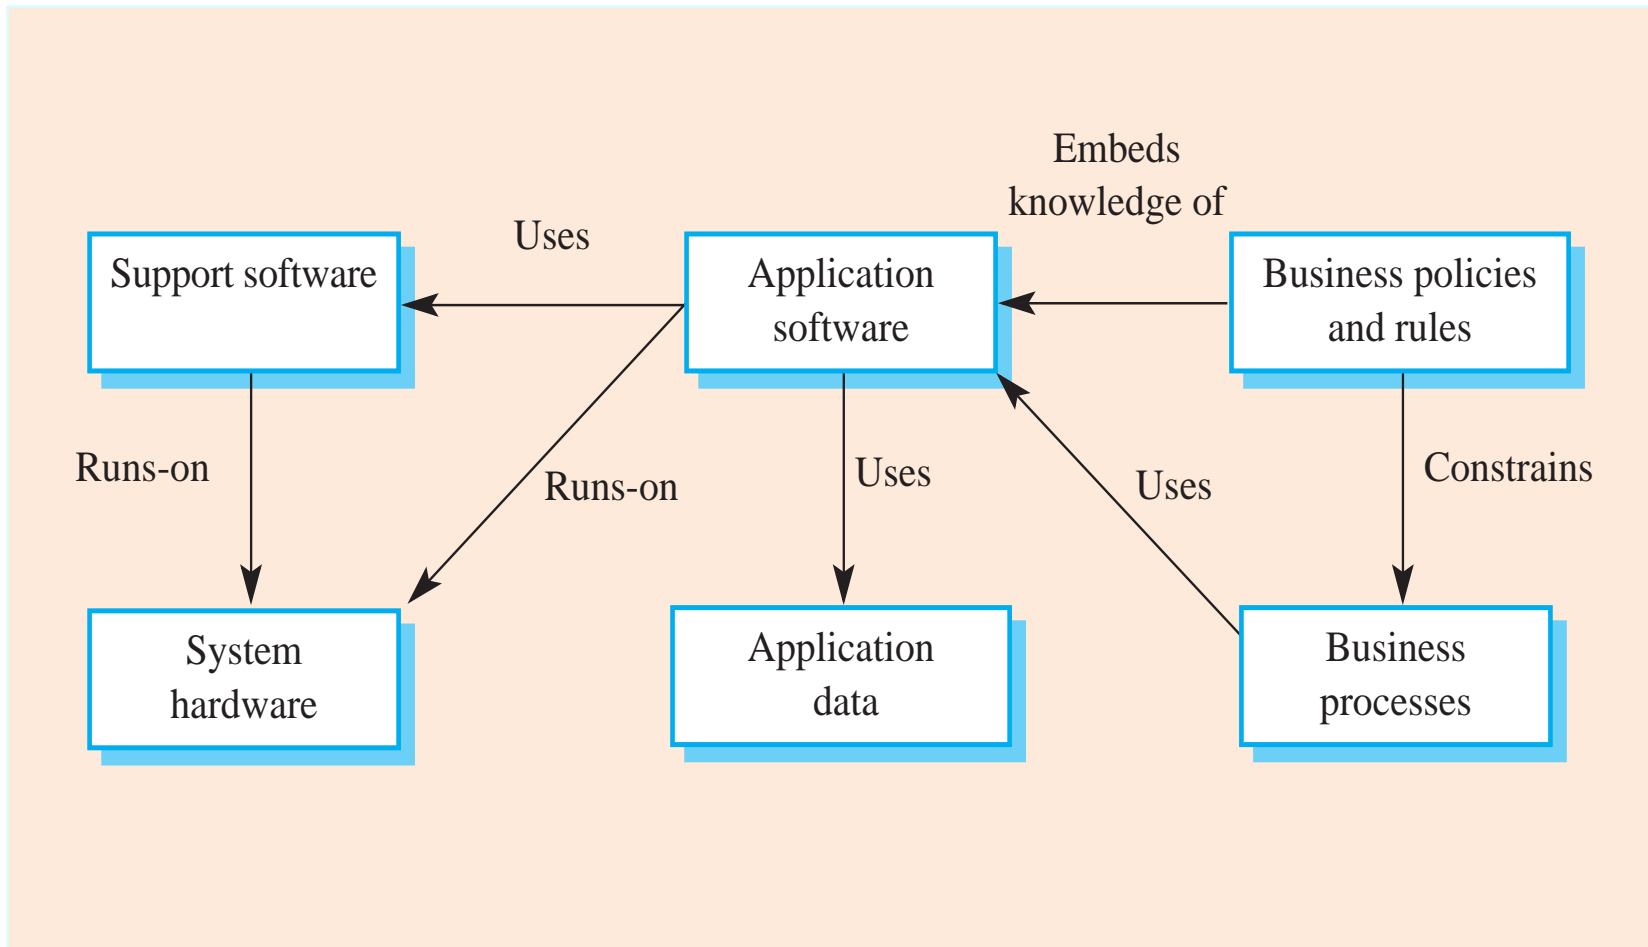 Embeds
knowledge of
Uses
Support software
Application
software
Business policies
and rules
Runs-on
Runs-on
Uses
Uses
Constrains
System
hardware
Application
data
Business
processes